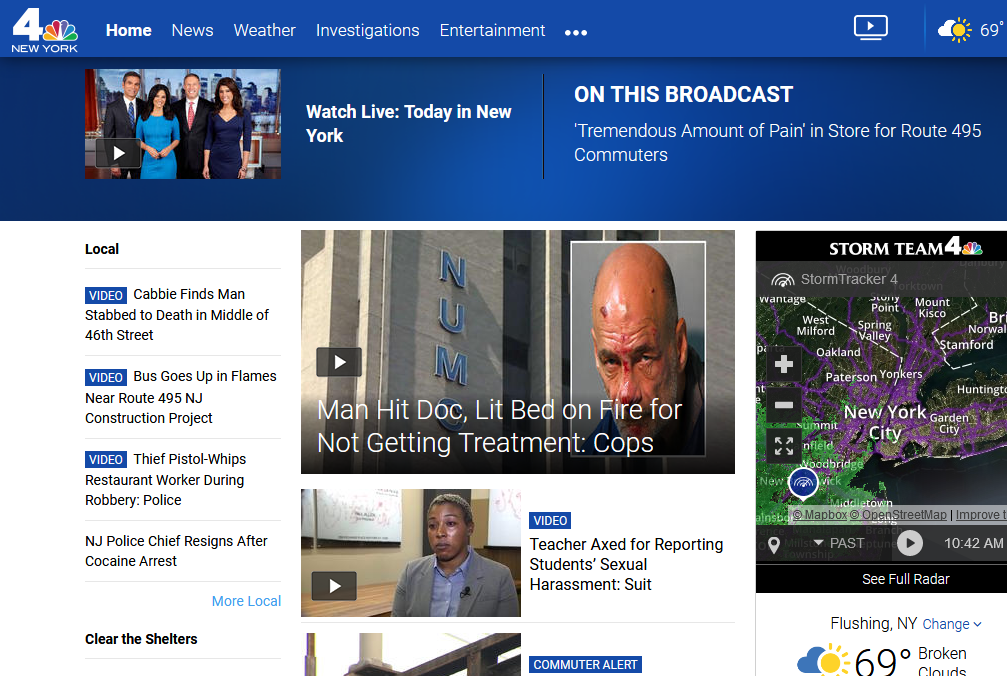 4
NEW YORK
Home
News
Weather
Investigations
Entertainment
69°
Watch Live: Today in New
York
ON THIS BROADCAST
'Tremendous Amount of Pain' in Store for Route 495
Commuters
Local
VIDEO Cabbie Finds Man
Stabbed to Death in Middle of
46th Street
VIDEO Bus Goes Up in Flames
Near Route 495 NJ
Construction Project
VIDEO Thief Pistol-Whips
Restaurant Worker During
Robbery: Police
NJ Police Chief Resigns After
Cocaine Arrest
More Local
Clear the Shelters
NUMC
Man Hit Doc, Lit Bed on Fire for
Not Getting Treatment: Cops
VIDEO
Teacher Axed for Reporting
Students' Sexual
Harassment: Suit
COMMUTER ALERT
STORM TEAM 4
StormTracker 4
Woodbury
Yorktown
Wantage
Stony
Point
Mount
Kisco
West
Milford
Spring
Valley
Norwal
Stamford
Oakland
Paterson
Yonkers
Huntingt
New York
City
Garden
City
Woodbridge
Middletown
© Mapbox © OpenStreetMap | Improve t
PAST
10:42 AM
See Full Radar
Flushing, NY Change
69° Broken
Clouds